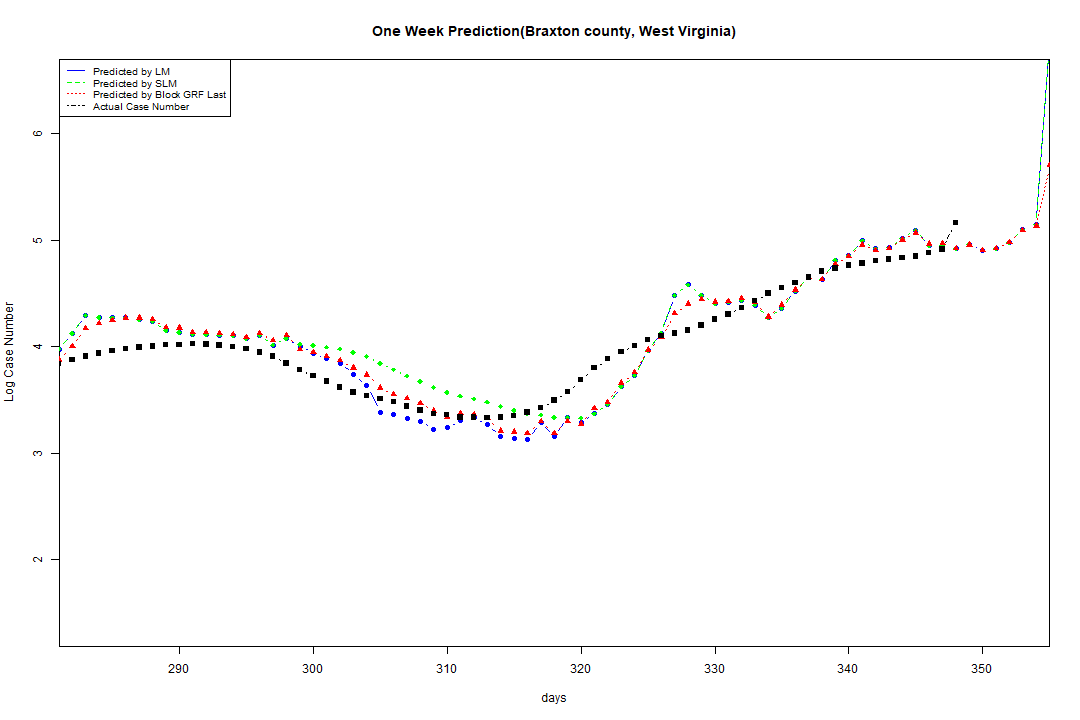 One Week Prediction(Braxton county, West Virginia)
Predicted by LM
Predicted by SLM
Predicted by Block GRF Last
Actual Case Number
Log Case Number
6
5
4
3
2
290 300 310 320 330 340 350
days